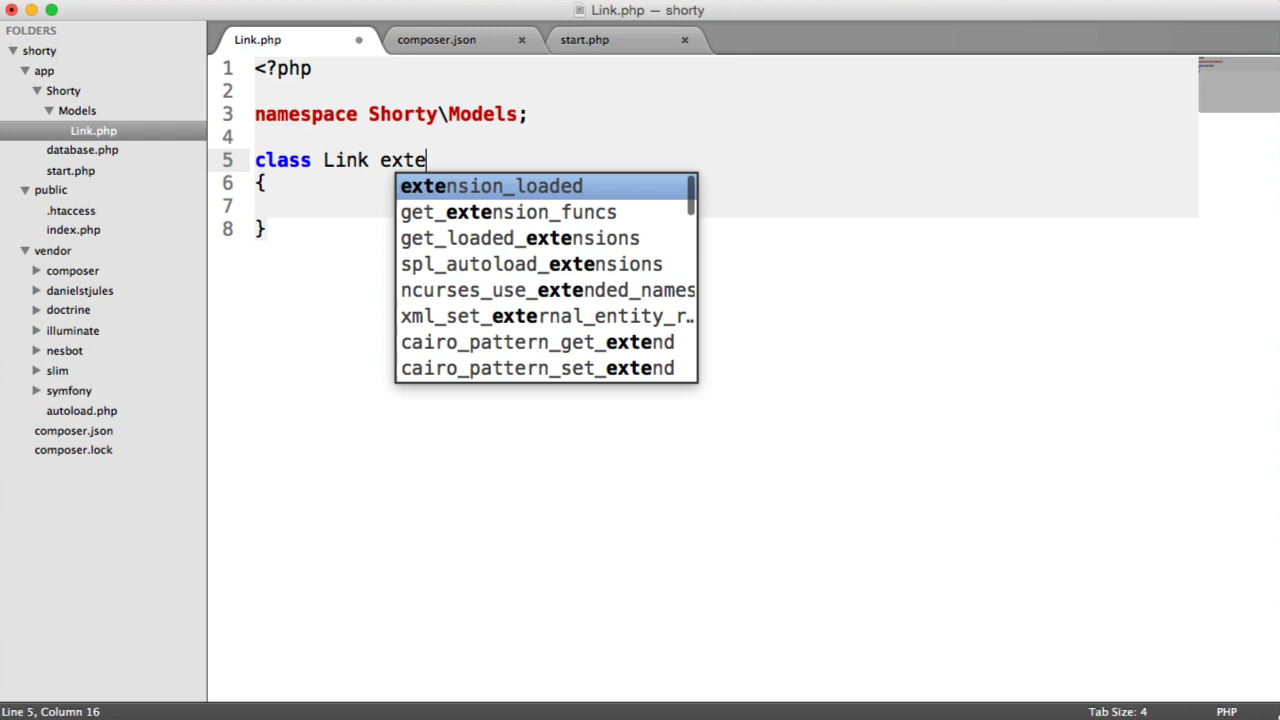 Link.php — shorty
FOLDERS
shorty
app
Shorty
Models
Link.php
database.php
start.php
public
.htaccess
index.php
vendor
composer
danielstjules
doctrine
illuminate
nesbot
slim
symfony
autoload.php
composer.json
composer.lock
Link.php composer.json start.php
1 <?php
2
3 namespace Shorty\Models;
4
5 class Link exte
6 {
7
8 }
extension_loaded
get_extension_funcs
get_loaded_extensions
spl_autoload_extensions
ncurses_use_extended_names
xml_set_external_entity_r…
cairo_pattern_get_extend
cairo_pattern_set_extend
Line 5, Column 16 Tab Size: 4 PHP